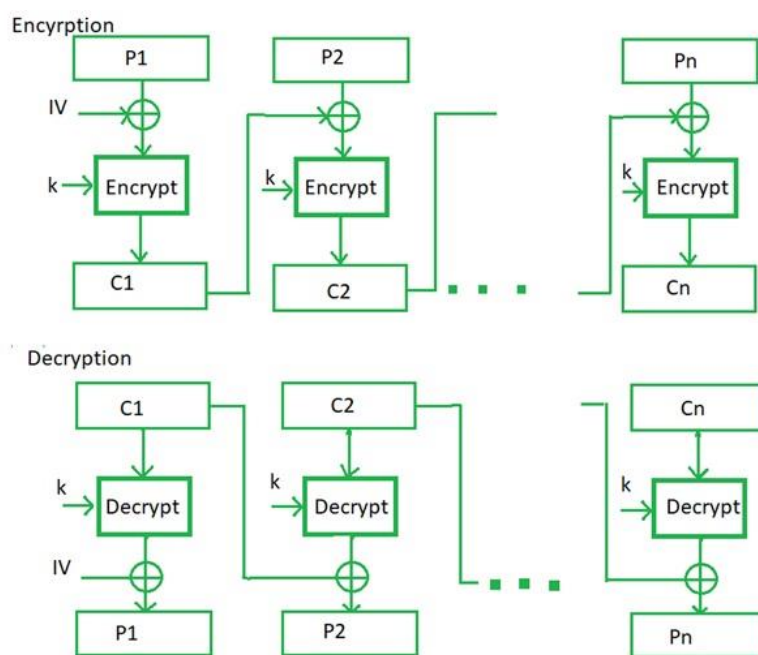 Encyrption
P1 P2 Pn
IV
k Encrypt k Encrypt k Encrypt
C1 C2 Cn
Decryption
C1 C2 Cn
k Decrypt k Decrypt k Decrypt
IV
P1 P2 Pn